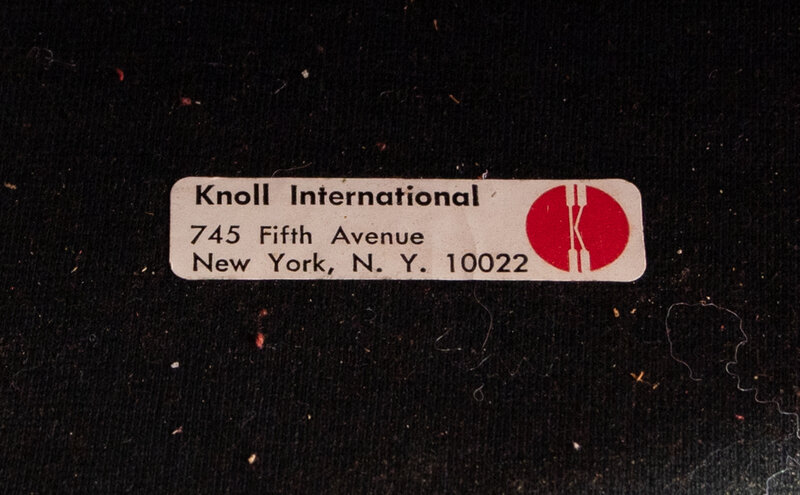 Knoll International
745 Fifth Avenue
New York, N. Y. 10022
K